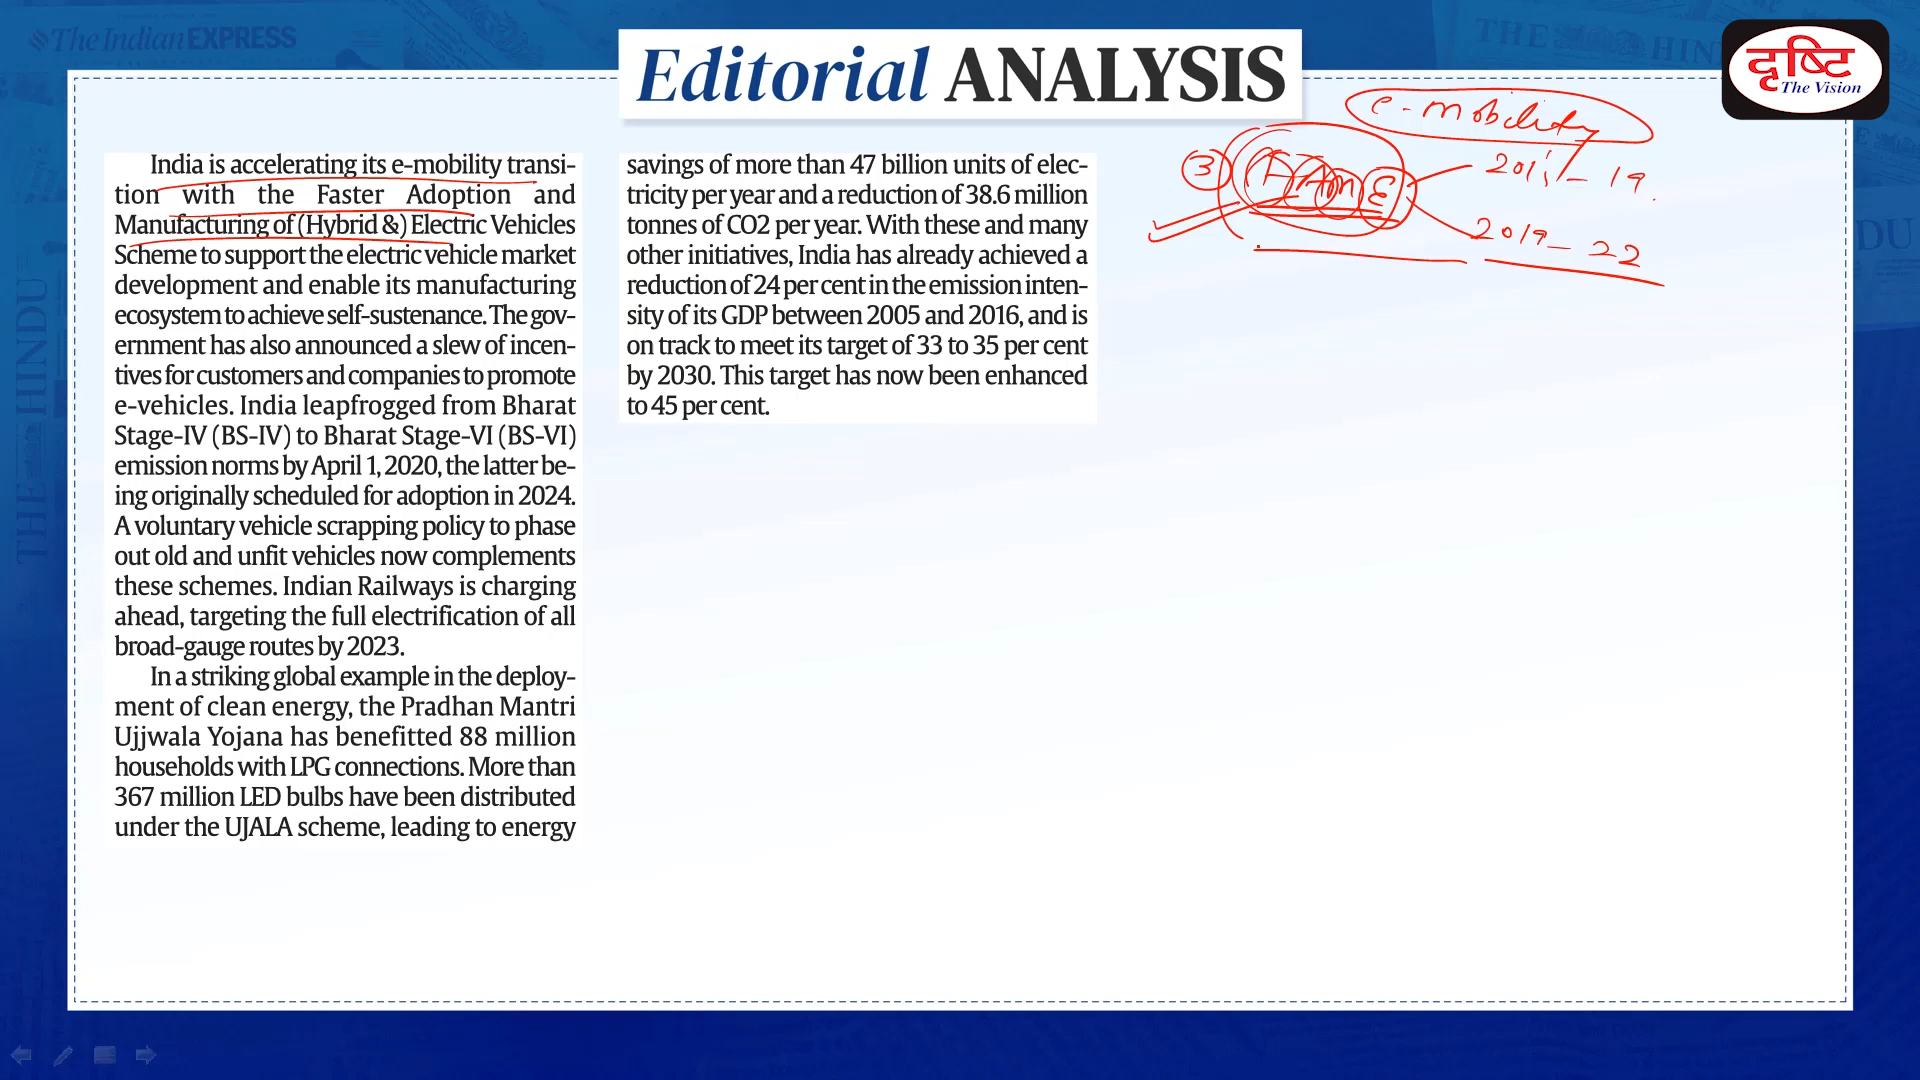 The Indian EXPRESS
Editorial ANALYSIS
THE HINDU
दृष्टि
The Vision
e-mobility
India is accelerating its e-mobility transi-
tion with the Faster Adoption and
Manufacturing of (Hybrid &) Electric Vehicles
Scheme to support the electric vehicle market
development and enable its manufacturing
ecosystem to achieve self-sustenance. The gov-
ernment has also announced a slew of incen-
tives for customers and companies to promote
e-vehicles. India leapfrogged from Bharat
Stage-IV (BS-IV) to Bharat Stage-VI (BS-VI)
emission norms by April 1, 2020, the latter be-
ing originally scheduled for adoption in 2024.
A voluntary vehicle scrapping policy to phase
out old and unfit vehicles now complements
these schemes. Indian Railways is charging
ahead, targeting the full electrification of all
broad-gauge routes by 2023.
In a striking global example in the deploy-
ment of clean energy, the Pradhan Mantri
Ujjwala Yojana has benefitted 88 million
households with LPG connections. More than
367 million LED bulbs have been distributed
under the UJALA scheme, leading to energy
savings of more than 47 billion units of elec-
tricity per year and a reduction of 38.6 million
tonnes of CO2 per year. With these and many
other initiatives, India has already achieved a
reduction of 24 per cent in the emission inten-
sity of its GDP between 2005 and 2016, and is
on track to meet its target of 33 to 35 per cent
by 2030. This target has now been enhanced
to 45 per cent.
3 FAME
2019-22
THE HINDU